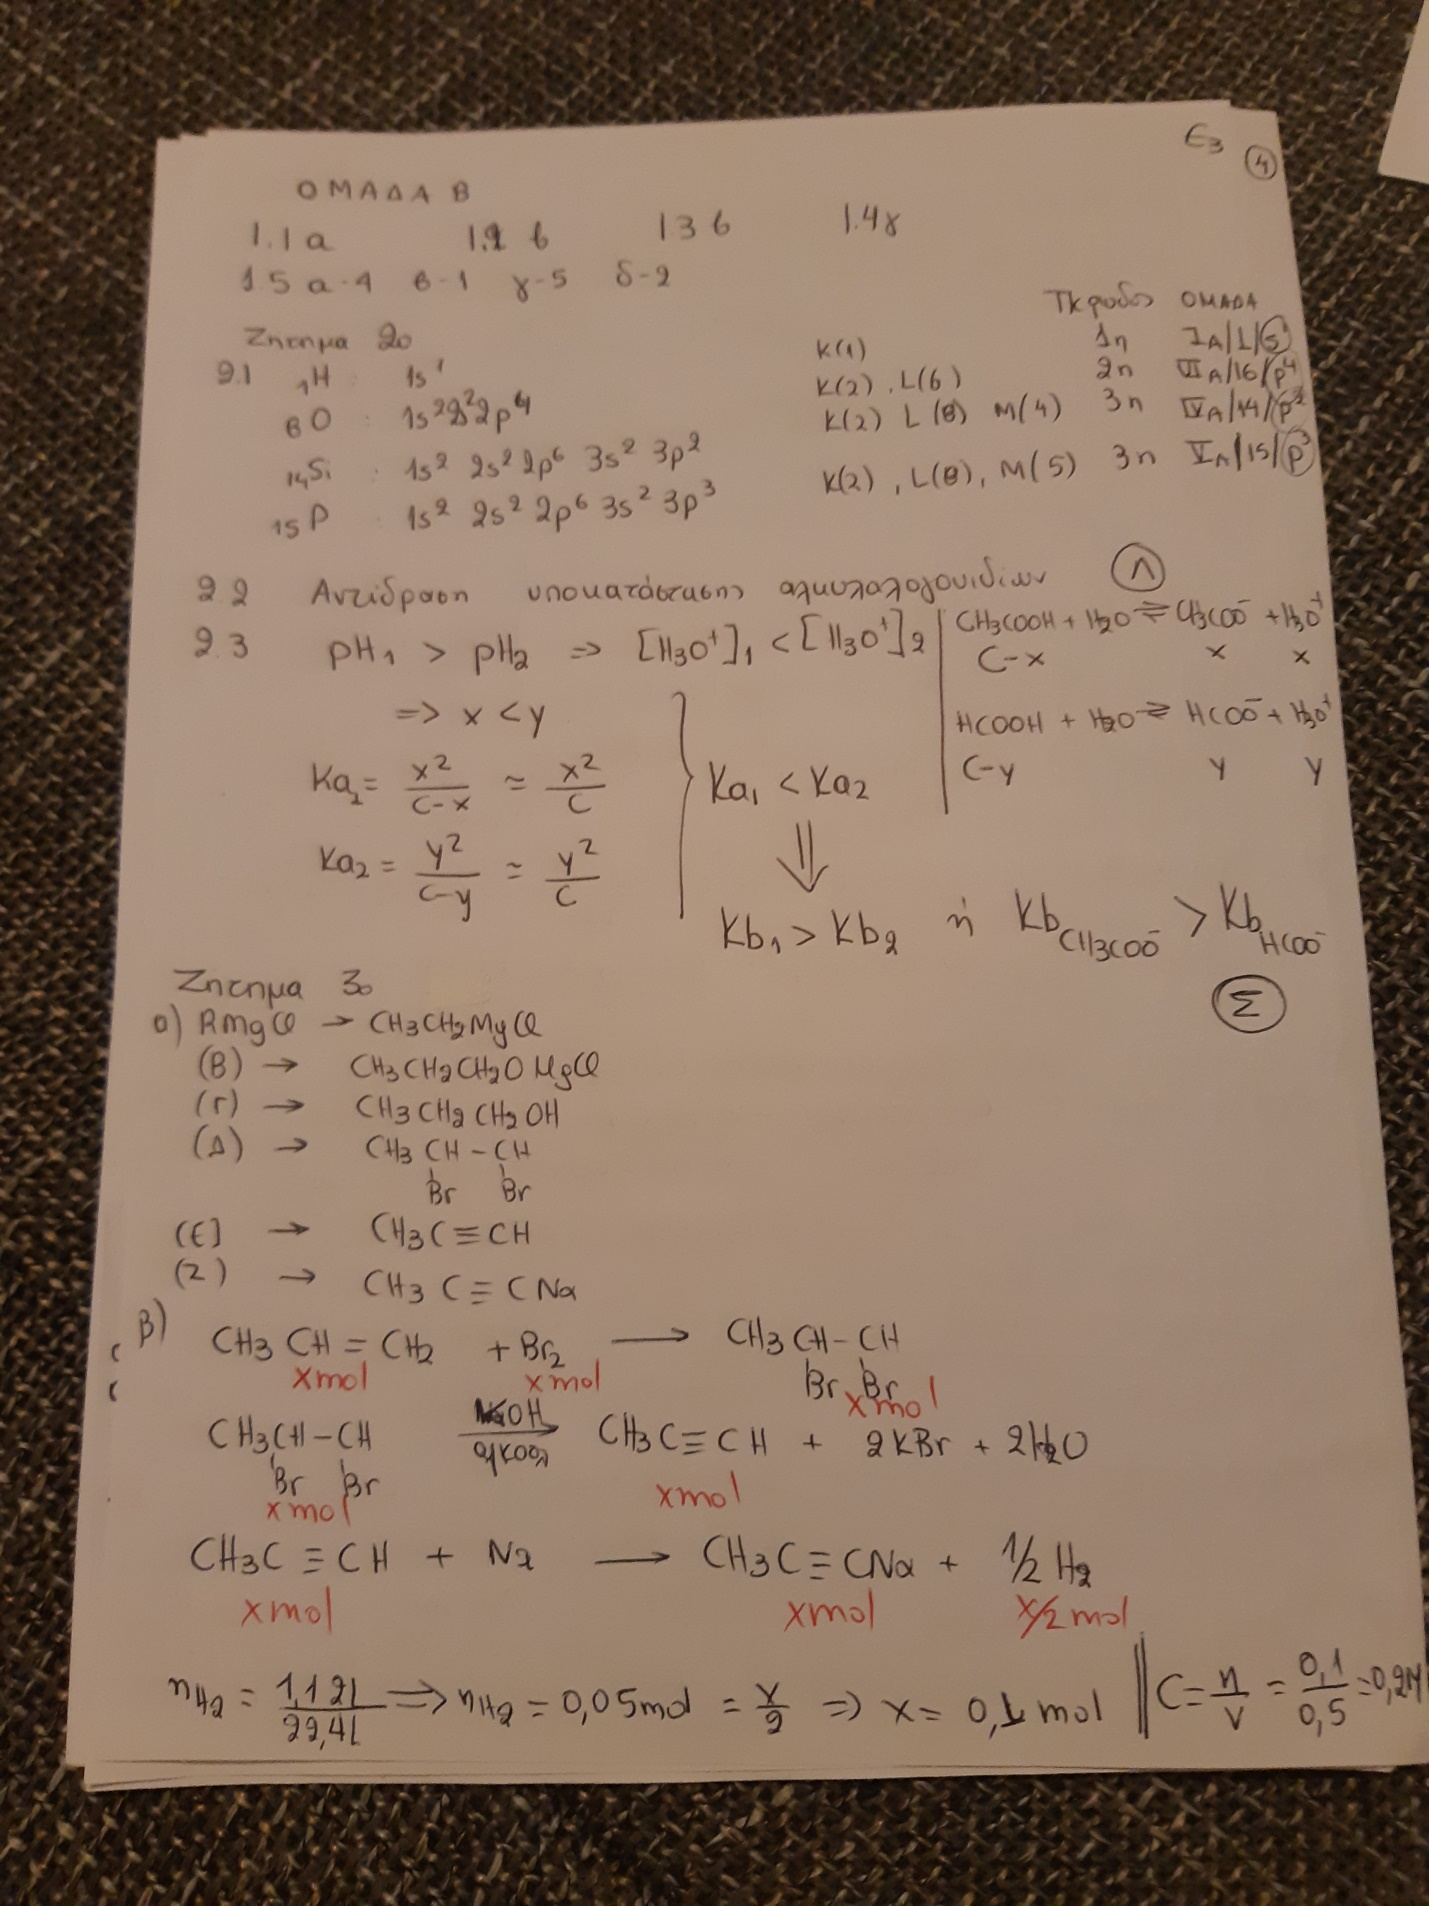 Ε3 ④
ΟΜΑΔΑ Β
1.1 α 1.2 β 1.3 β 1.4 γ
1.5 α-4 β-1 γ-5 δ-2
Ζητημα 2ο
Περιοδος ΟΜΑΔΑ
2.1 ₁H : 1s¹ K(1) 1η IA/1/s¹
₈O : 1s² 2s² 2p⁴ K(2), L(6) 2η VIA/16/p⁴
₁₄Si : 1s² 2s² 2p⁶ 3s² 3p² K(2) L(8) M(4) 3η IVA/14/p²
₁₅P : 1s² 2s² 2p⁶ 3s² 3p³ K(2), L(8), M(5) 3η VA/15/p³
2.2 Αντίδραση υποκατάστασης αλκυλαλογονιδίων Λ
2.3 pH₁ > pH₂ ⇒ [H₃O⁺]₁ < [H₃O⁺]₂
⇒ x < y
Ka₁ = x²/(C-x) ≈ x²/C
Ka₂ = y²/(C-y) ≈ y²/C
CH₃COOH + H₂O ⇌ CH₃COO⁻ + H₃O⁺
C-x x x
HCOOH + H₂O ⇌ HCOO⁻ + H₃O⁺
C-y y y
Ka₁ < Ka₂
⇓
Kb₁ > Kb₂ ή Kb CH₃COO⁻ > Kb HCOO⁻
Σ
Ζητημα 3ο
α) RMgCl → CH₃CH₂MgCl
(Β) → CH₃CH₂CH₂OMgCl
(Γ) → CH₃CH₂CH₂OH
(Δ) → CH₃CH-CH
Br Br
(Ε) → CH₃C≡CH
(Ζ) → CH₃C≡CNa
β) CH₃CH=CH₂ + Br₂ → CH₃CH-CH
Br Br
xmol xmol xmol
CH₃CH-CH KOH αλκοολ CH₃C≡CH + 2KBr + 2H₂O
Br Br
xmol xmol
CH₃C≡CH + Na → CH₃C≡CNa + 1/2 H₂
xmol xmol x/2 mol
nH₂ = 1,12L/22,4L ⇒ nH₂ = 0,05mol = x/2 ⇒ x = 0,1 mol ‖ C = n/V = 0,1/0,5 = 0,2M